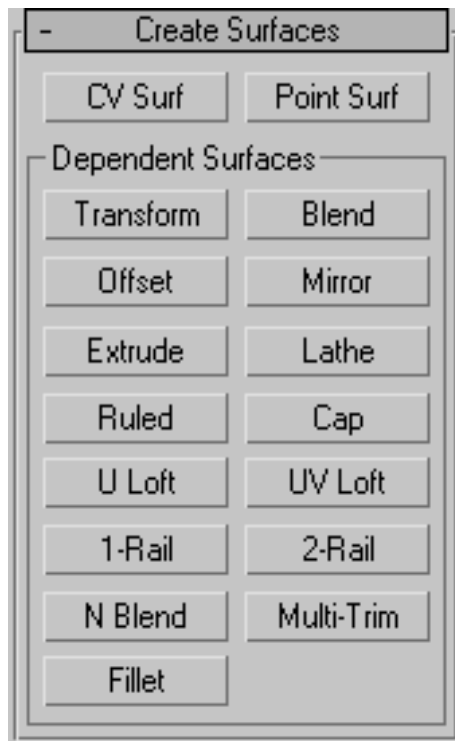 - Create Surfaces
CV Surf Point Surf
Dependent Surfaces
Transform Blend
Offset Mirror
Extrude Lathe
Ruled Cap
U Loft UV Loft
1-Rail 2-Rail
N Blend Multi-Trim
Fillet